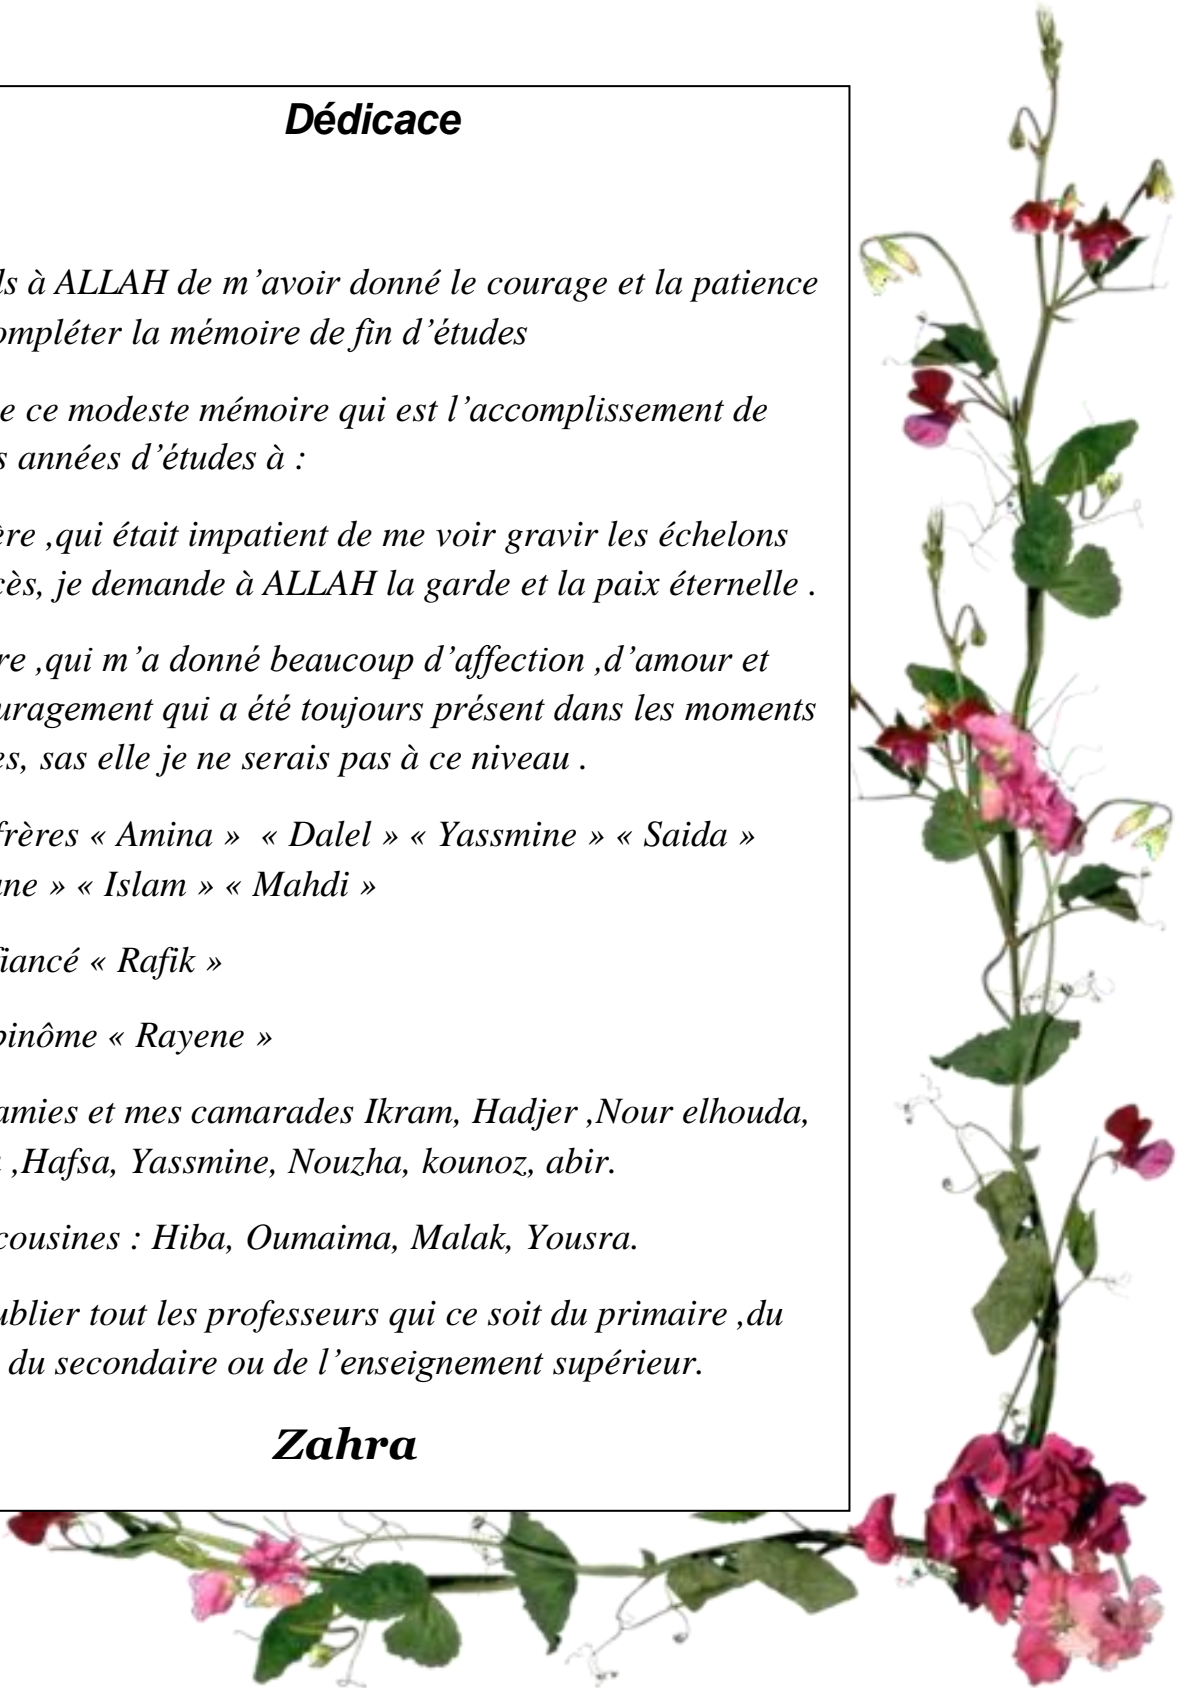 Dédicace
ls à ALLAH de m’avoir donné le courage et la patience
ompléter la mémoire de fin d’études
e ce modeste mémoire qui est l’accomplissement de
s années d’études à :
ère ,qui était impatient de me voir gravir les échelons
cès, je demande à ALLAH la garde et la paix éternelle .
re ,qui m’a donné beaucoup d’affection ,d’amour et
uragement qui a été toujours présent dans les moments
es, sas elle je ne serais pas à ce niveau .
frères « Amina » « Dalel » « Yassmine » « Saida »
ne » « Islam » « Mahdi »
fiancé « Rafik »
binôme « Rayene »
amies et mes camarades Ikram, Hadjer ,Nour elhouda,
,Hafsa, Yassmine, Nouzha, kounoz, abir.
cousines : Hiba, Oumaima, Malak, Yousra.
ublier tout les professeurs qui ce soit du primaire ,du
du secondaire ou de l’enseignement supérieur.
Zahra